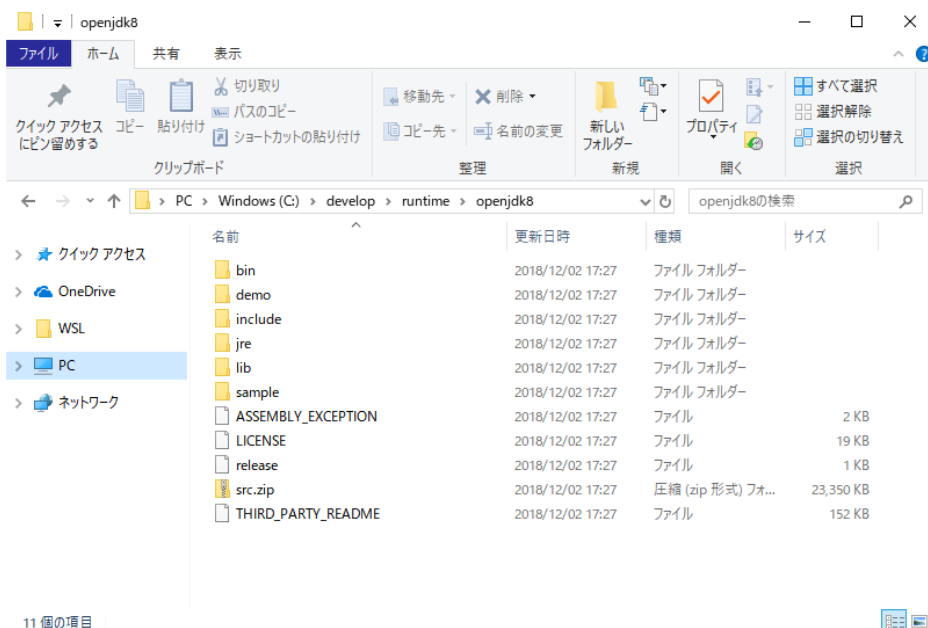 openjdk8
ファイル ホーム 共有 表示
クイック アクセスにピン留めする
コピー
貼り付け
切り取り
パスのコピー
ショートカットの貼り付け
クリップボード
移動先
コピー先
削除
名前の変更
整理
新しいフォルダー
新規
プロパティ
開く
すべて選択
選択解除
選択の切り替え
選択
PC > Windows (C:) > develop > runtime > openjdk8
openjdk8の検索
クイック アクセス
OneDrive
WSL
PC
ネットワーク
名前 更新日時 種類 サイズ
bin 2018/12/02 17:27 ファイル フォルダー
demo 2018/12/02 17:27 ファイル フォルダー
include 2018/12/02 17:27 ファイル フォルダー
jre 2018/12/02 17:27 ファイル フォルダー
lib 2018/12/02 17:27 ファイル フォルダー
sample 2018/12/02 17:27 ファイル フォルダー
ASSEMBLY_EXCEPTION 2018/12/02 17:27 ファイル 2 KB
LICENSE 2018/12/02 17:27 ファイル 19 KB
release 2018/12/02 17:27 ファイル 1 KB
src.zip 2018/12/02 17:27 圧縮 (zip 形式) フォ... 23,350 KB
THIRD_PARTY_README 2018/12/02 17:27 ファイル 152 KB
11 個の項目